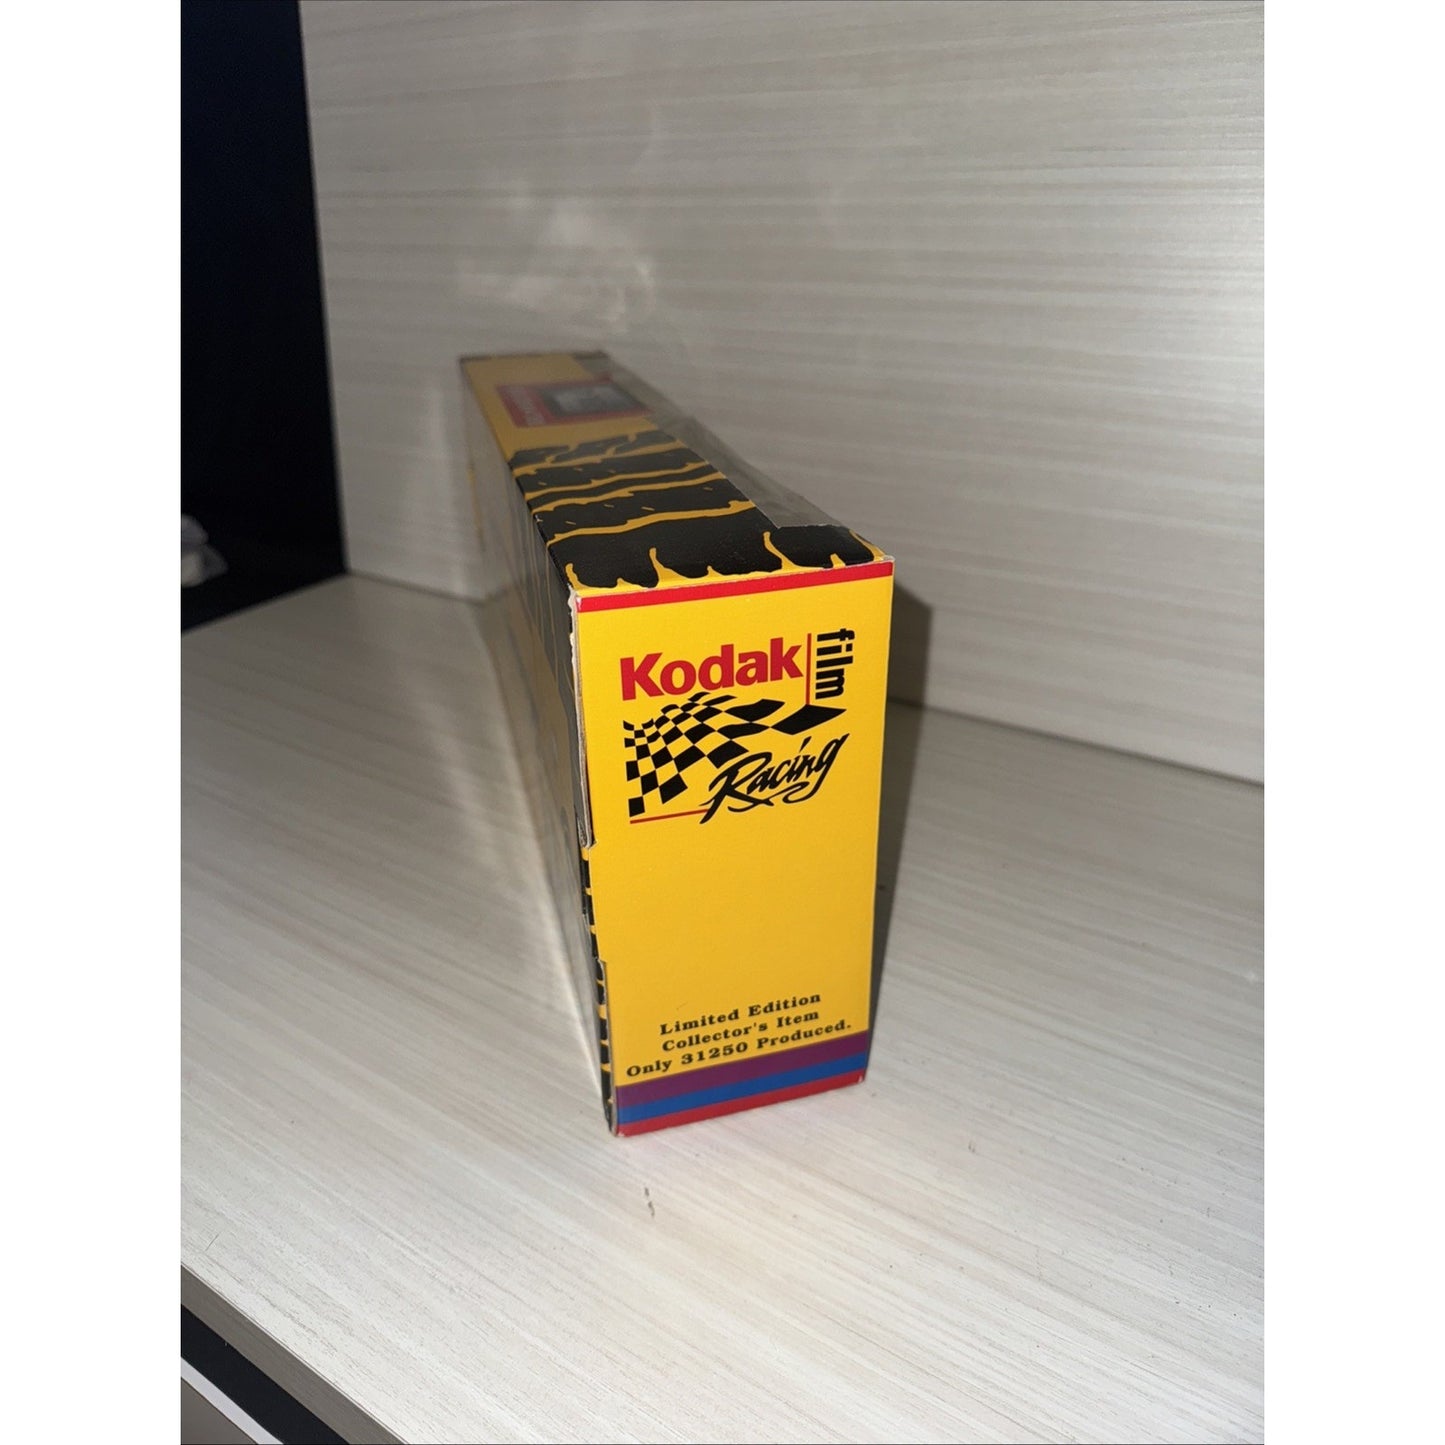 Kodak film
Racing
Limited Edition
Collector's Item
Only 31250 Produced.